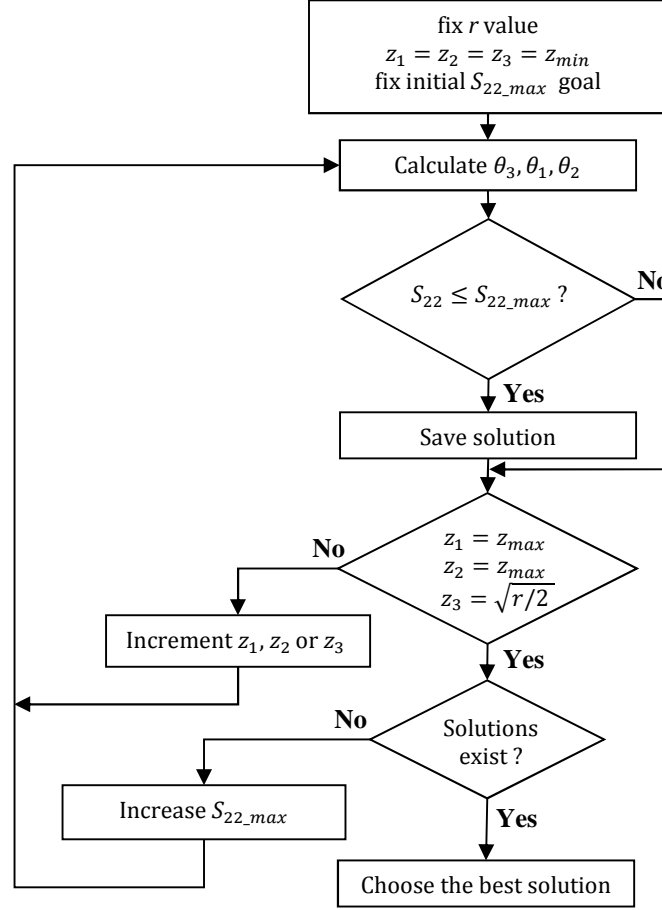 fix r value
z₁ = z₂ = z₃ = zₘᵢₙ
fix initial S₂₂_ₘₐₓ goal
Calculate θ₃, θ₁, θ₂
S₂₂ ≤ S₂₂_ₘₐₓ ?
No
Yes
Save solution
No
z₁ = zₘₐₓ
z₂ = zₘₐₓ
z₃ = √(r/2)
Increment z₁, z₂ or z₃
Yes
No
Solutions
exist ?
Increase S₂₂_ₘₐₓ
Yes
Choose the best solution